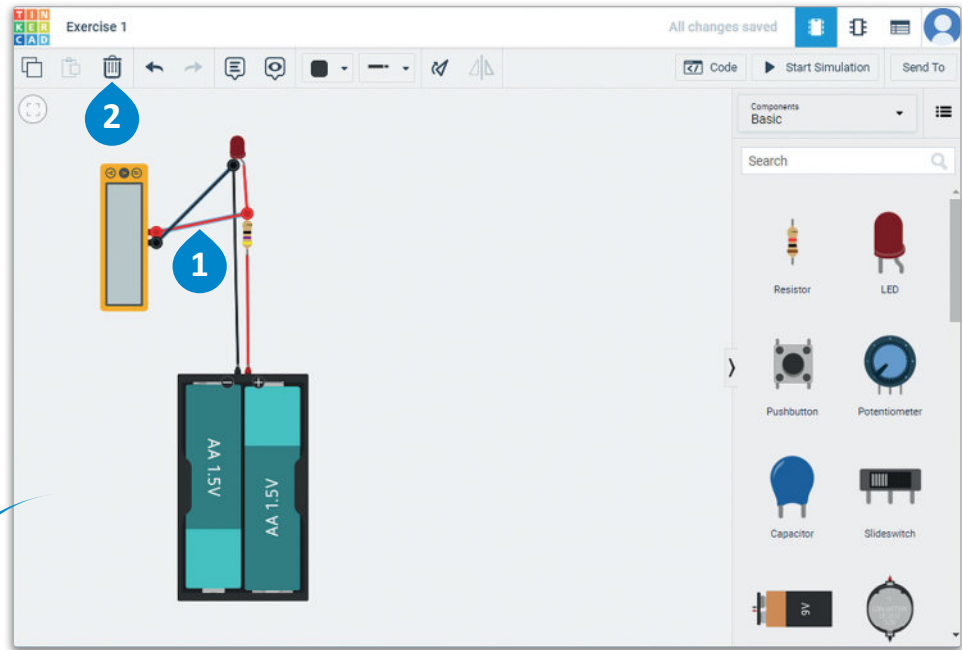 TIN
KER
CAD
Exercise 1
All changes saved
Code
Start Simulation
Send To
2
Components
Basic
Search
1
Resistor
LED
Pushbutton
Potentiometer
AA 1.5V
AA 1.5V
Capacitor
Slideswitch
9V